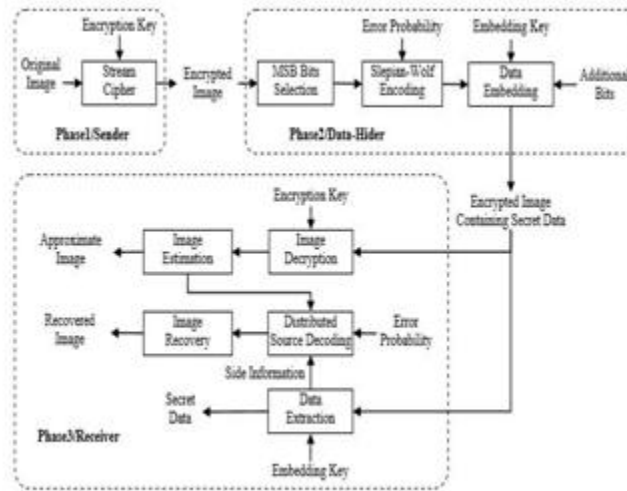 Encryption Key
Original
Image
Stream
Cipher
Encrypted
Image
Phase1/Sender
Error Probability
Embedding Key
MSB Bits
Selection
Slepian-Wolf
Encoding
Data
Embedding
Additional
Bits
Phase2/Data-Hider
Encrypted Image
Containing Secret Data
Encryption Key
Approximate
Image
Image
Estimation
Image
Decryption
Recovered
Image
Image
Recovery
Distributed
Source Decoding
Error
Probability
Side Information
Secret
Data
Data
Extraction
Phase3/Receiver
Embedding Key